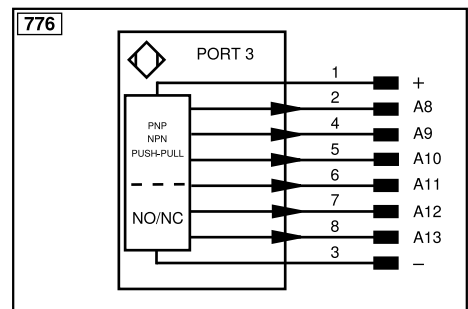 776
PORT 3
1 +
2 A8
PNP
NPN
PUSH-PULL
4 A9
5 A10
6 A11
NO/NC
7 A12
8 A13
3 –